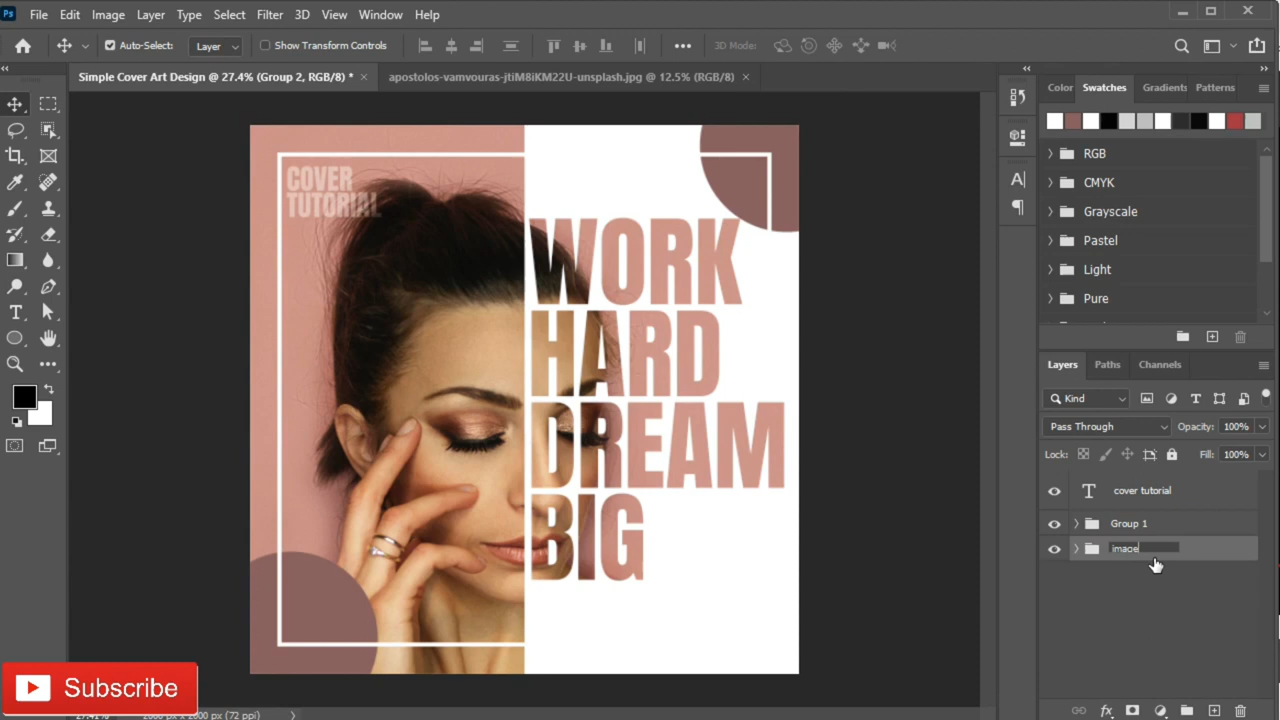 Ps File Edit Image Layer Type Select Filter 3D View Window Help
Auto-Select: Layer Show Transform Controls 3D Mode:
Simple Cover Art Design @ 27.4% (Group 2, RGB/8) * × apostolos-vamvouras-jtiM8iKM22U-unsplash.jpg @ 12.5% (RGB/8) ×
Color Swatches Gradients Patterns
RGB
CMYK
Grayscale
Pastel
Light
Pure
COVER
TUTORIAL
WORK
HARD
DREAM
BIG
Layers Paths Channels
Kind
Pass Through Opacity: 100%
Lock: Fill: 100%
T cover tutorial
Group 1
image
Subscribe